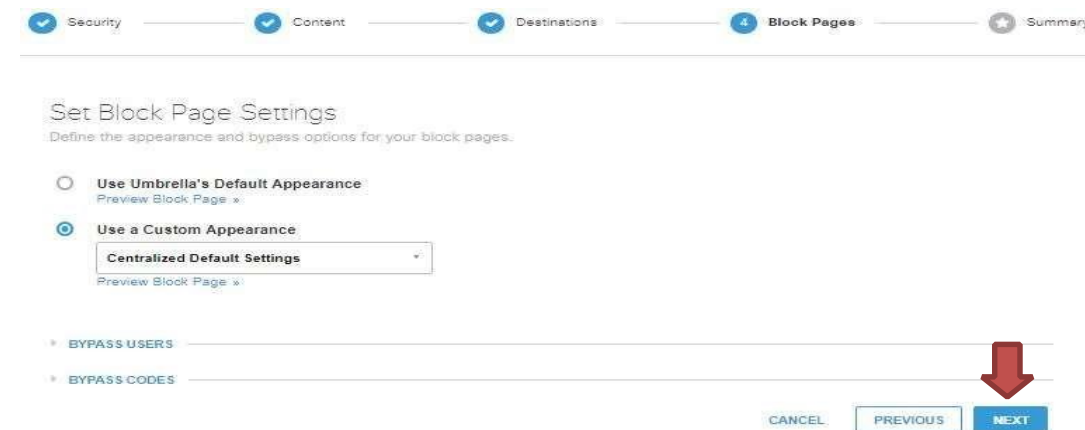 Security Content Destinations 4 Block Pages Summary
Set Block Page Settings
Define the appearance and bypass options for your block pages.
Use Umbrella's Default Appearance
Preview Block Page »
Use a Custom Appearance
Centralized Default Settings
Preview Block Page »
BYPASS USERS
BYPASS CODES
CANCEL PREVIOUS NEXT